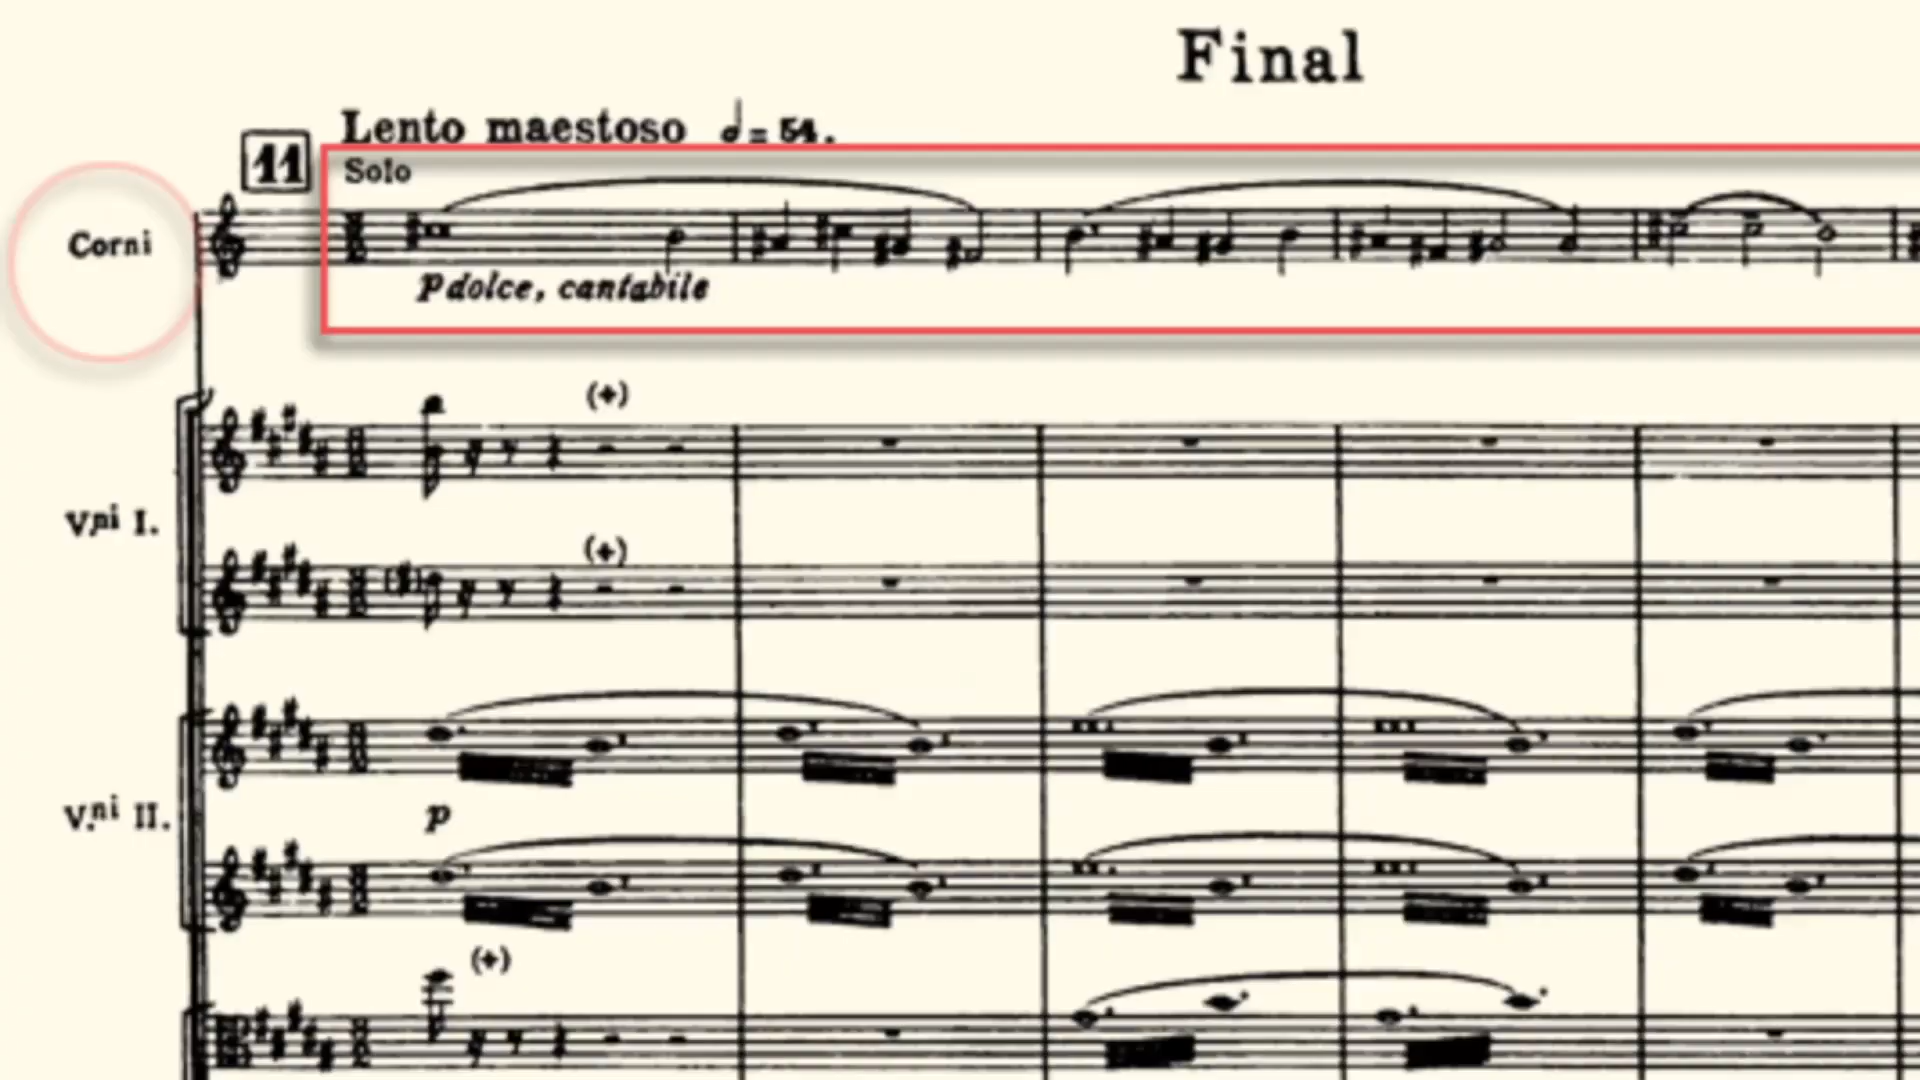 Final
Lento maestoso 𝅗𝅥 = 54.
11
Solo
Corni
p dolce, cantabile
(+)
V.ni I.
(+)
V.ni II.
p
(+)